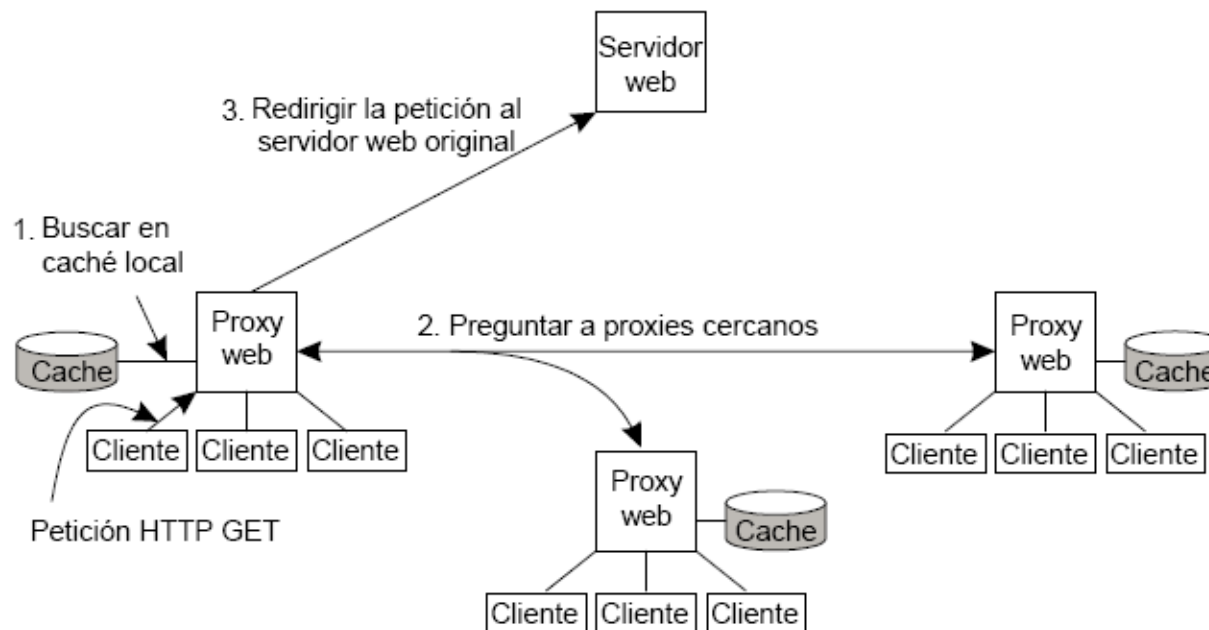 Servidor
web
3. Redirigir la petición al
servidor web original
1. Buscar en
caché local
Proxy
web
2. Preguntar a proxies cercanos
Proxy
web
Cache
Cache
Cliente
Cliente
Cliente
Cliente
Cliente
Cliente
Petición HTTP GET
Proxy
web
Cache
Cliente
Cliente
Cliente